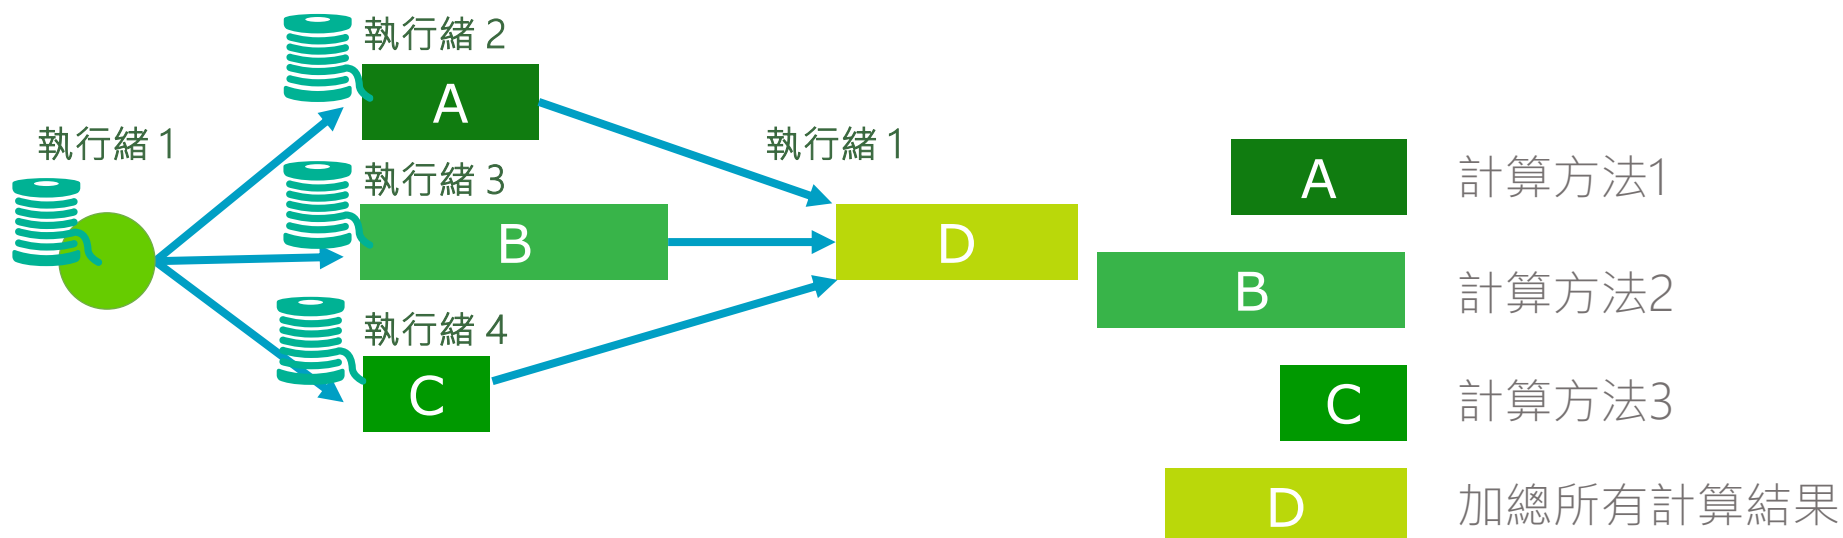 執行緒 2
A
執行緒 1
執行緒 3
B
執行緒 4
C
執行緒 1
D
A
計算方法1
B
計算方法2
C
計算方法3
D
加總所有計算結果